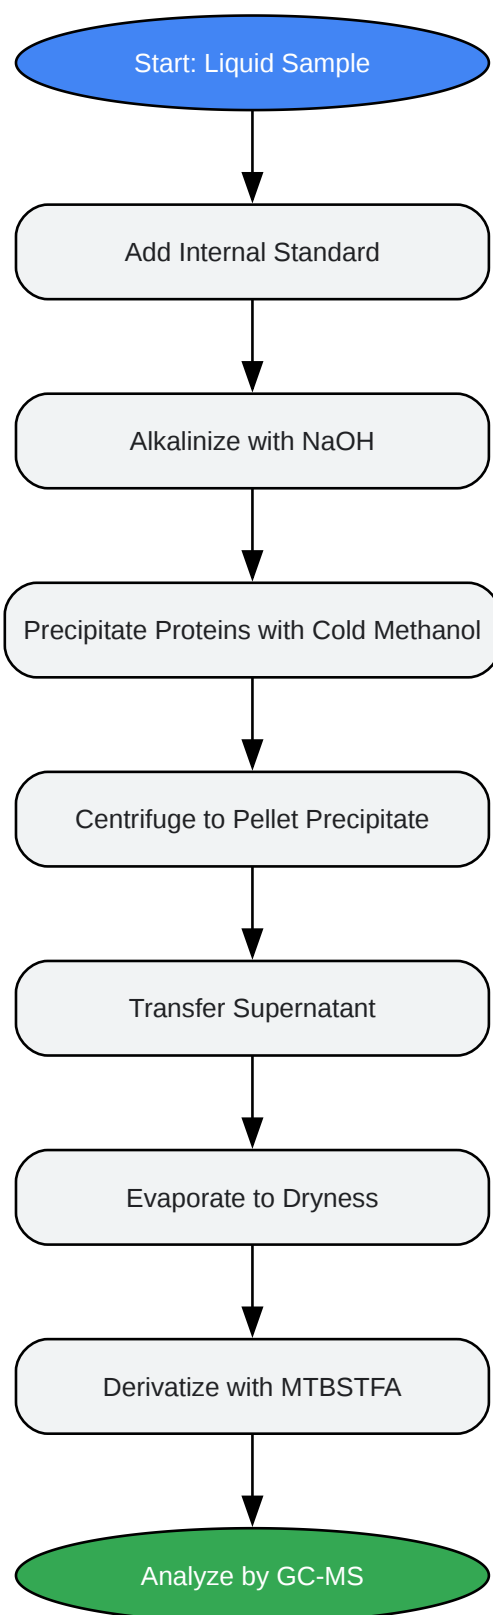 Start: Liquid Sample
Add Internal Standard
Alkalinize with NaOH
Precipitate Proteins with Cold Methanol
Centrifuge to Pellet Precipitate
Transfer Supernatant
Evaporate to Dryness
Derivatize with MTBSTFA
Analyze by GC-MS